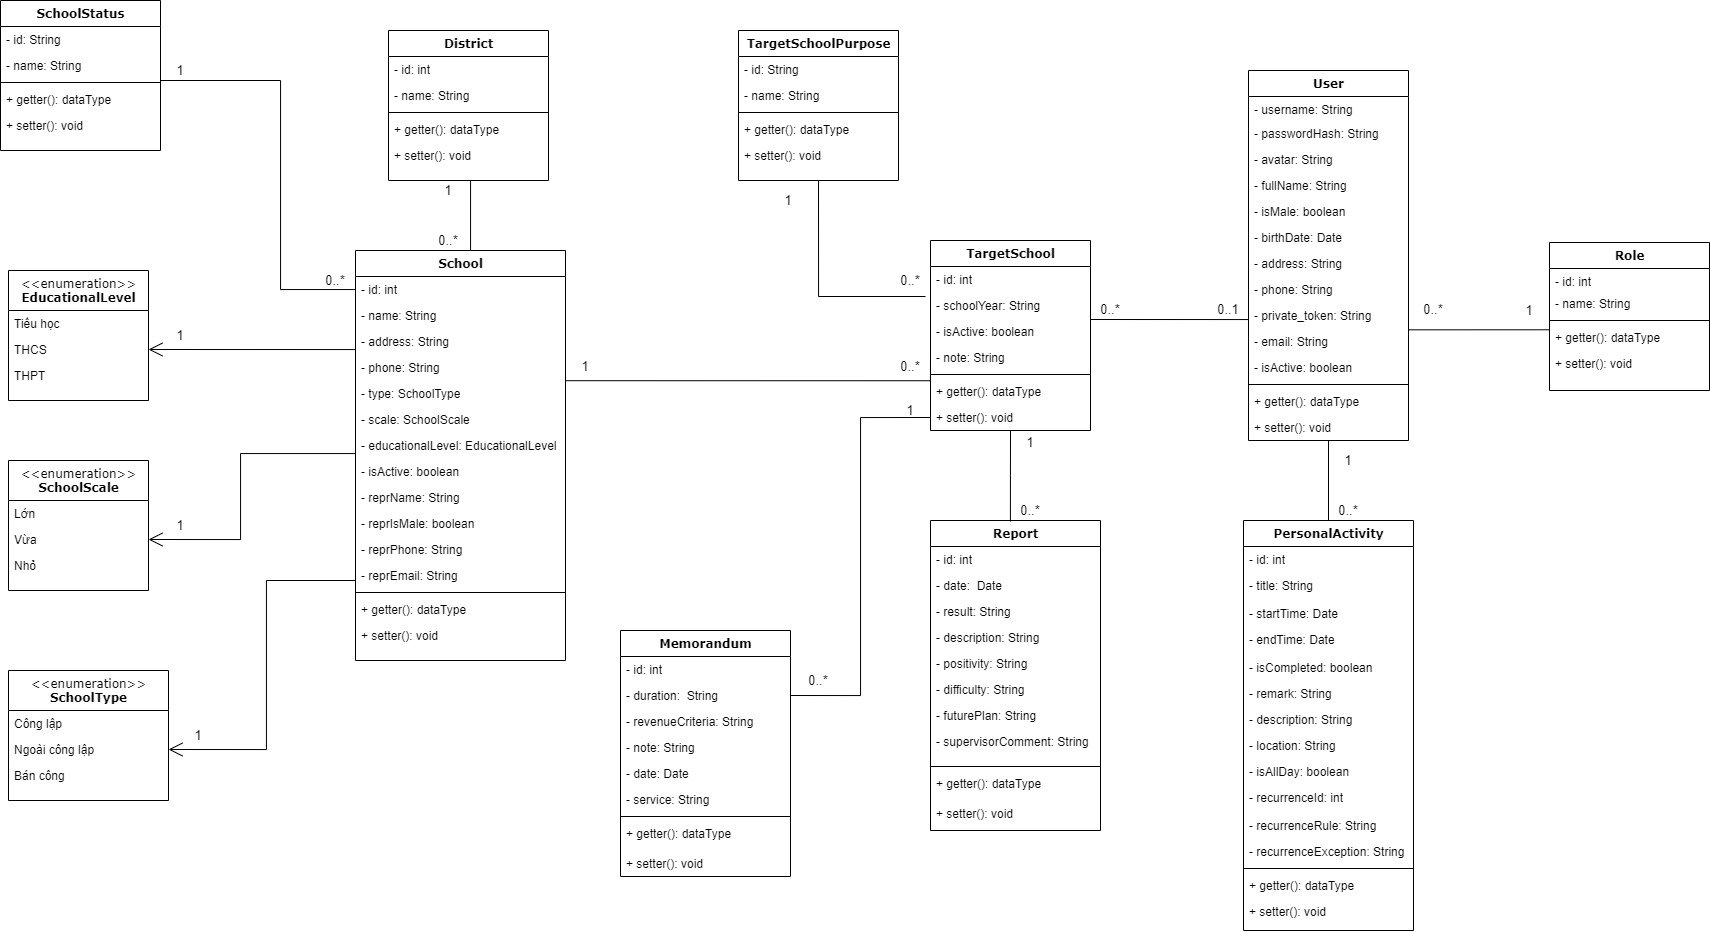 SchoolStatus
- id: String
- name: String
+ getter(): dataType
+ setter(): void
1
District
- id: int
- name: String
+ getter(): dataType
+ setter(): void
1
0..*
TargetSchoolPurpose
- id: String
- name: String
+ getter(): dataType
+ setter(): void
1
0..*
User
- username: String
- passwordHash: String
- avatar: String
- fullName: String
- isMale: boolean
- birthDate: Date
- address: String
- phone: String
- private_token: String
- email: String
- isActive: boolean
+ getter(): dataType
+ setter(): void
Role
- id: int
- name: String
+ getter(): dataType
+ setter(): void
0..*
1
TargetSchool
- id: int
- schoolYear: String
- isActive: boolean
- note: String
+ getter(): dataType
+ setter(): void
0..*
0..1
School
- id: int
- name: String
- address: String
- phone: String
- type: SchoolType
- scale: SchoolScale
- educationalLevel: EducationalLevel
- isActive: boolean
- reprName: String
- reprIsMale: boolean
- reprPhone: String
- reprEmail: String
+ getter(): dataType
+ setter(): void
0..*
1
0..*
<<enumeration>>
EducationalLevel
Tiểu học
THCS
THPT
1
<<enumeration>>
SchoolScale
Lớn
Vừa
Nhỏ
1
<<enumeration>>
SchoolType
Công lập
Ngoài công lập
Bán công
1
Memorandum
- id: int
- duration:  String
- revenueCriteria: String
- note: String
- date: Date
- service: String
+ getter(): dataType
+ setter(): void
1
0..*
Report
- id: int
- date:  Date
- result: String
- description: String
- positivity: String
- difficulty: String
- futurePlan: String
- supervisorComment: String
+ getter(): dataType
+ setter(): void
1
0..*
PersonalActivity
- id: int
- title: String
- startTime: Date
- endTime: Date
- isCompleted: boolean
- remark: String
- description: String
- location: String
- isAllDay: boolean
- recurrenceId: int
- recurrenceRule: String
- recurrenceException: String
+ getter(): dataType
+ setter(): void
1
0..*